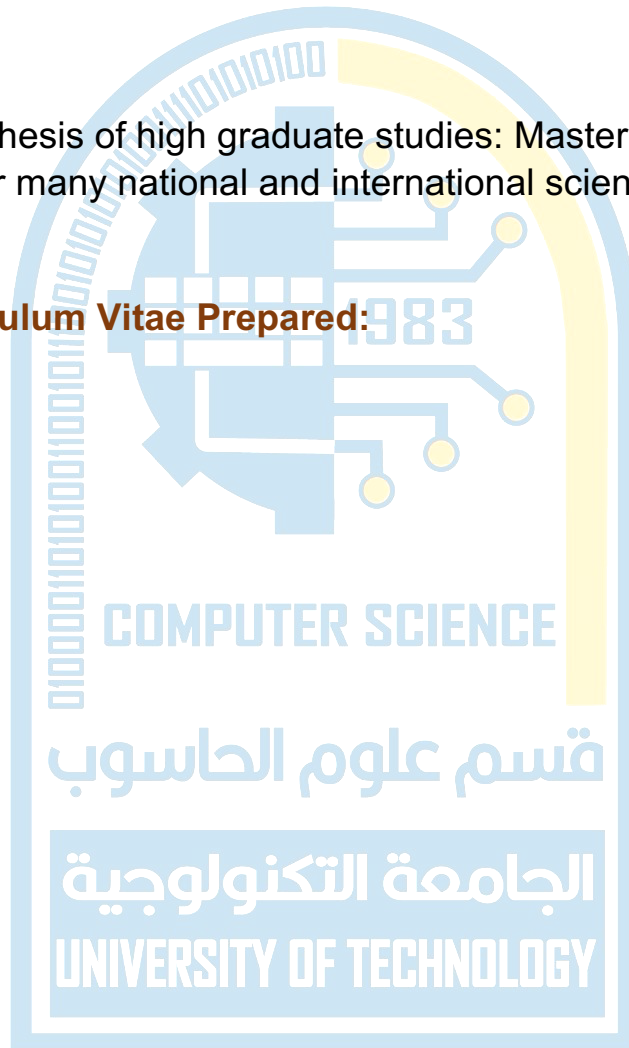 hesis of high graduate studies: Master
r many national and international scien
ulum Vitae Prepared:
1983
COMPUTER SCIENCE
قسم علوم الحاسوب
الجامعة التكنولوجية
UNIVERSITY OF TECHNOLOGY